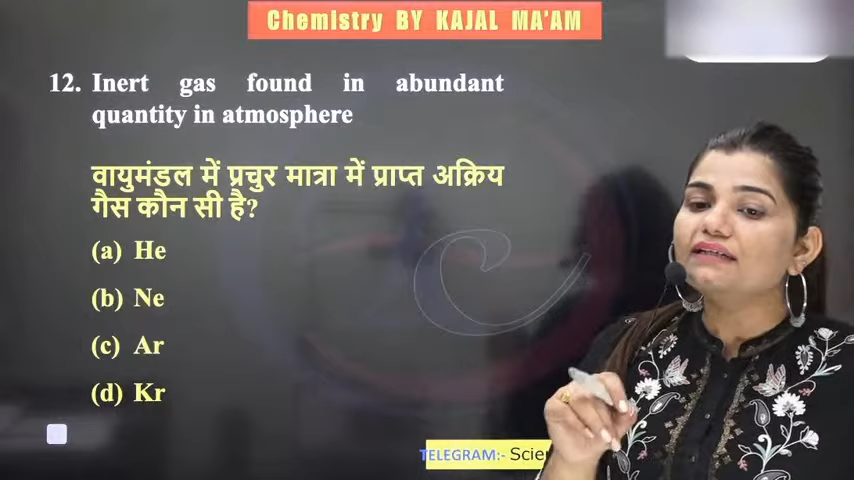 Chemistry BY KAJAL MA'AM
12. Inert gas found in abundant
quantity in atmosphere
वायुमंडल में प्रचुर मात्रा में प्राप्त अक्रिय
गैस कौन सी है?
(a) He
(b) Ne
(c) Ar
(d) Kr
TELEGRAM:-